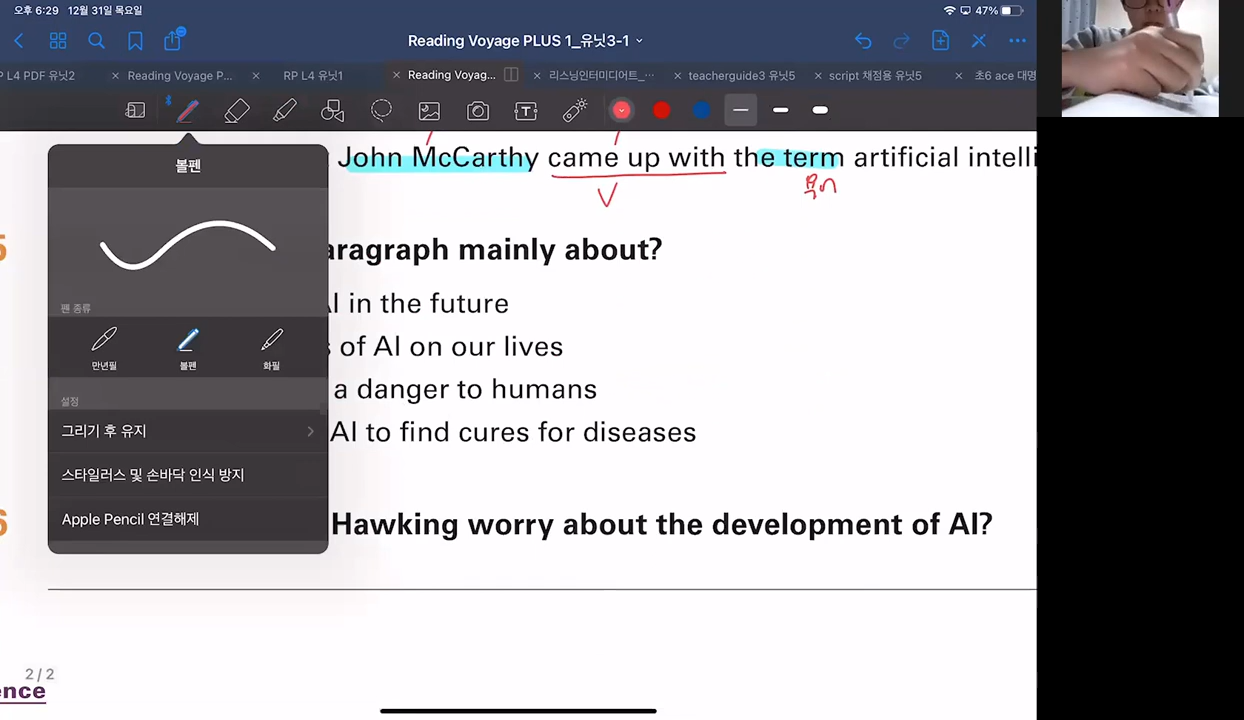 오후 6:29 12월 31일 목요일
47%
Reading Voyage PLUS 1_유닛3-1
P L4 PDF 유닛2
Reading Voyage P...
RP L4 유닛1
Reading Voyag...
리스닝인터미디어트_...
teacherguide3 유닛5
script 채점용 유닛5
초6 ace 대명
John McCarthy came up with the term artificial intelli
V
용어
볼펜
5
aragraph mainly about?
펜 종류
AI in the future
만년필
볼펜
화필
s of AI on our lives
설정
a danger to humans
그리기 후 유지
AI to find cures for diseases
스타일러스 및 손바닥 인식 방지
Apple Pencil 연결해제
6
Hawking worry about the development of AI?
2 / 2
ence